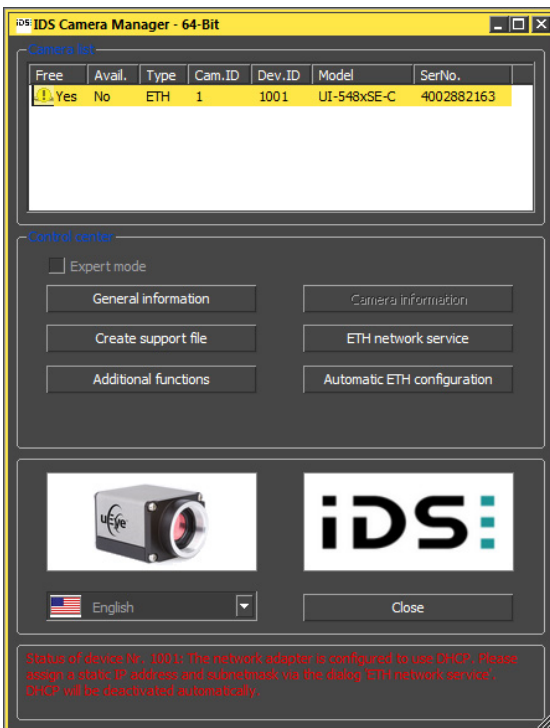 IDS Camera Manager - 64-Bit
Camera list
Free Avail. Type Cam.ID Dev.ID Model SerNo.
Yes No ETH 1 1001 UI-548xSE-C 4002882163
Control center
Expert mode
General information Camera information
Create support file ETH network service
Additional functions Automatic ETH configuration
uEye
iDS:
English Close
Status of device Nr. 1001: The network adapter is configured to use DHCP. Please
assign a static IP address and subnetmask via the dialog 'ETH network service'.
DHCP will be deactivated automatically.